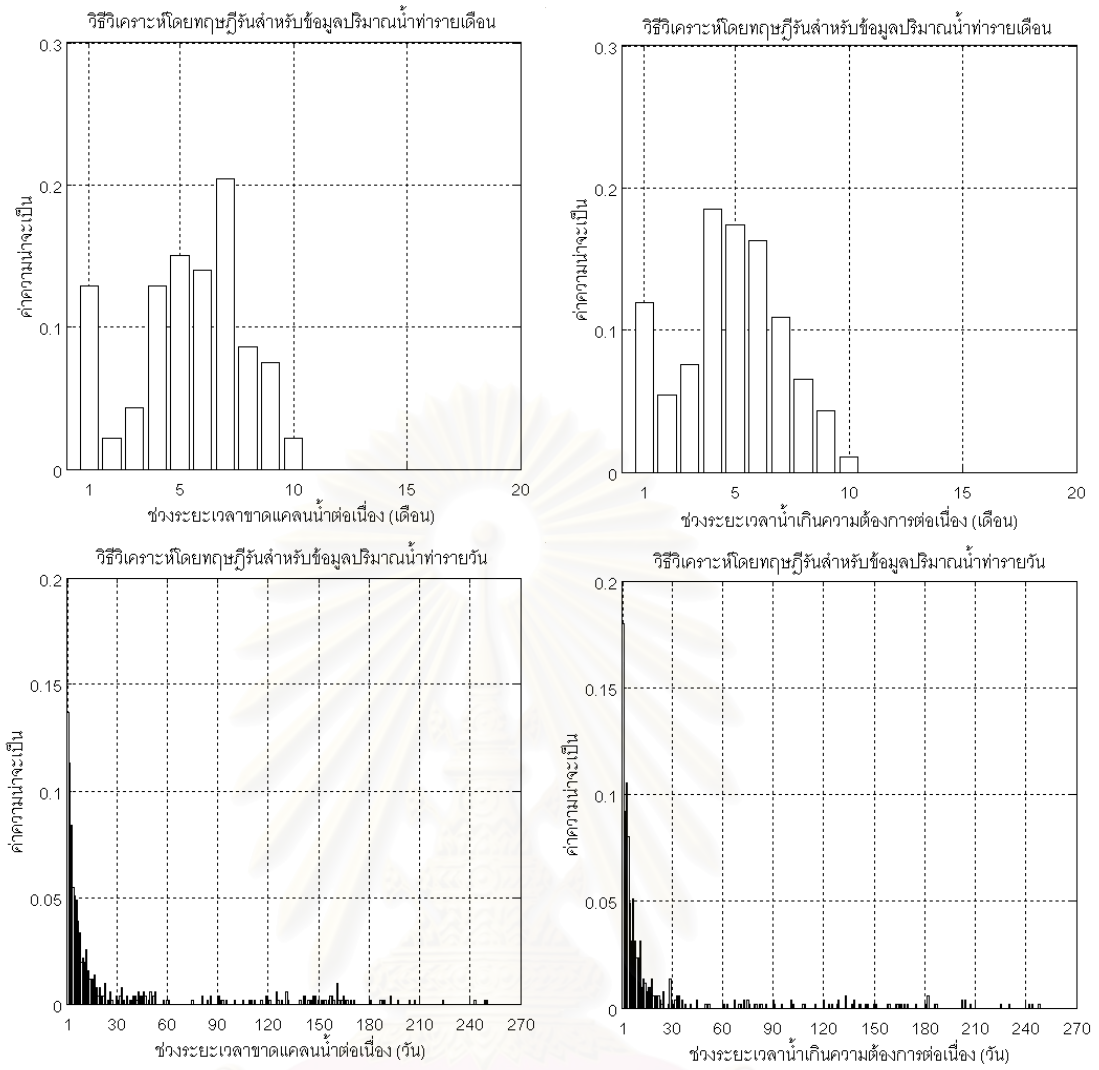 วิธีวิเคราะห์โดยทฤษฎีรันสำหรับข้อมูลปริมาณน้ำท่ารายเดือน
0.3
0.2
0.1
0
ค่าความน่าจะเป็น
1 5 10 15 20
ช่วงระยะเวลาขาดแคลนน้ำต่อเนื่อง (เดือน)
วิธีวิเคราะห์โดยทฤษฎีรันสำหรับข้อมูลปริมาณน้ำท่ารายเดือน
0.3
0.2
0.1
0
ค่าความน่าจะเป็น
1 5 10 15 20
ช่วงระยะเวลาน้ำเกินความต้องการต่อเนื่อง (เดือน)
วิธีวิเคราะห์โดยทฤษฎีรันสำหรับข้อมูลปริมาณน้ำท่ารายวัน
0.2
0.15
0.1
0.05
0
ค่าความน่าจะเป็น
1 30 60 90 120 150 180 210 240 270
ช่วงระยะเวลาขาดแคลนน้ำต่อเนื่อง (วัน)
วิธีวิเคราะห์โดยทฤษฎีรันสำหรับข้อมูลปริมาณน้ำท่ารายวัน
0.2
0.15
0.1
0.05
0
ค่าความน่าจะเป็น
1 30 60 90 120 150 180 210 240 270
ช่วงระยะเวลาน้ำเกินความต้องการต่อเนื่อง (วัน)